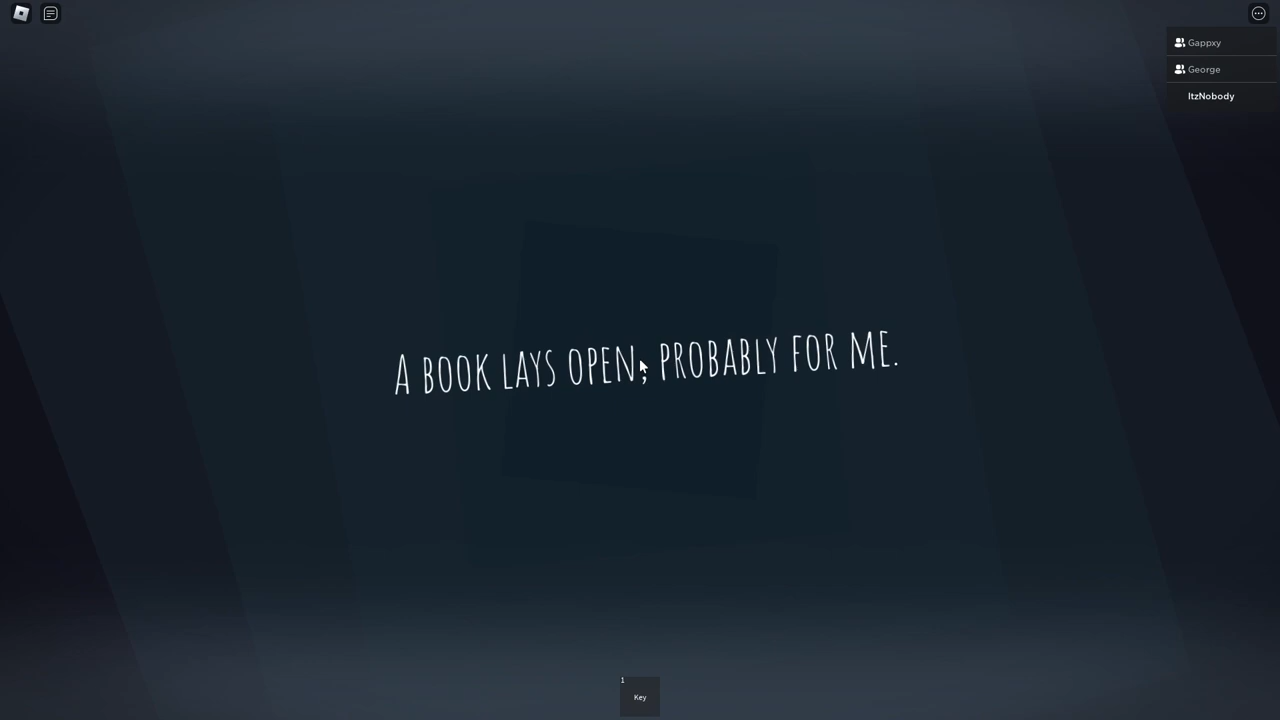 Gappxy
George
ItzNobody
A BOOK LAYS OPEN, PROBABLY FOR ME.
1
Key